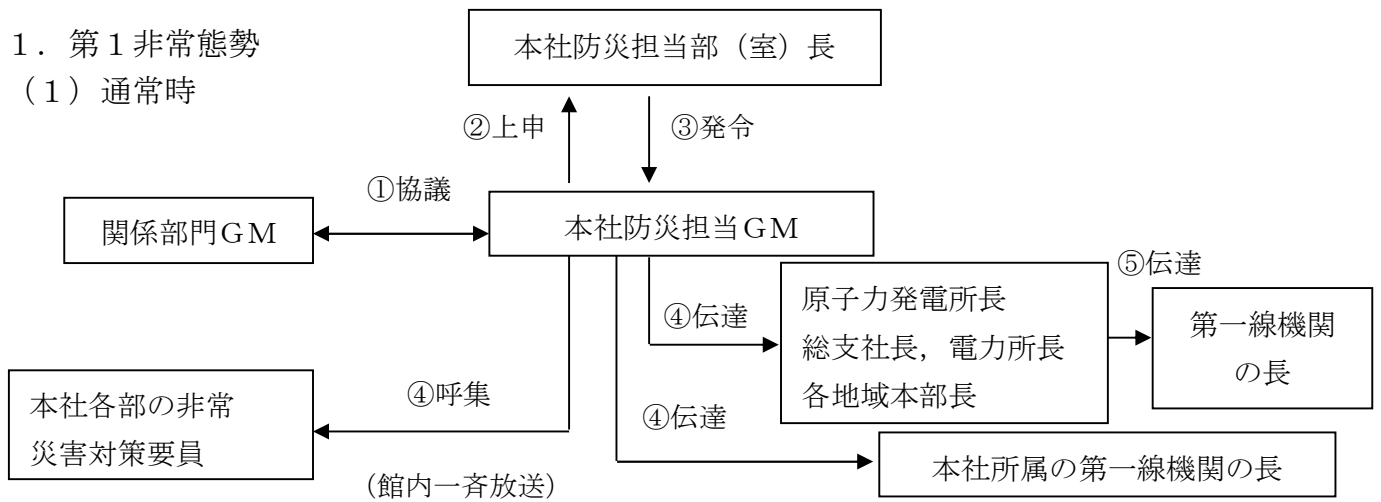 １．第１非常態勢
（１）通常時
本社防災担当部（室）長
②上申
③発令
①協議
関係部門ＧＭ
本社防災担当ＧＭ
⑤伝達
④伝達
原子力発電所長
総支社長，電力所長
各地域本部長
第一線機関
の長
④呼集
本社各部の非常
災害対策要員
④伝達
本社所属の第一線機関の長
（館内一斉放送）